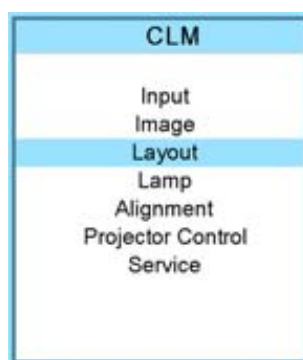 CLM
Input
Image
Layout
Lamp
Alignment
Projector Control
Service